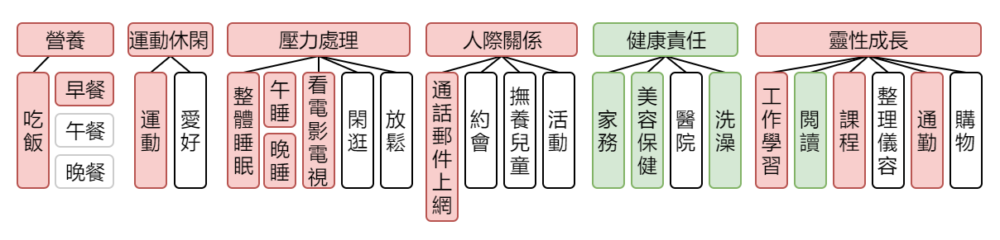 營養
運動休閑
壓力處理
人際關係
健康責任
靈性成長
吃飯
早餐
午餐
晚餐
運動
愛好
整體睡眠
午睡
晚睡
看電影電視
閑逛
放鬆
通話郵件上網
約會
撫養兒童
活動
家務
美容保健
醫院
洗澡
工作學習
閱讀
課程
整理儀容
通勤
購物